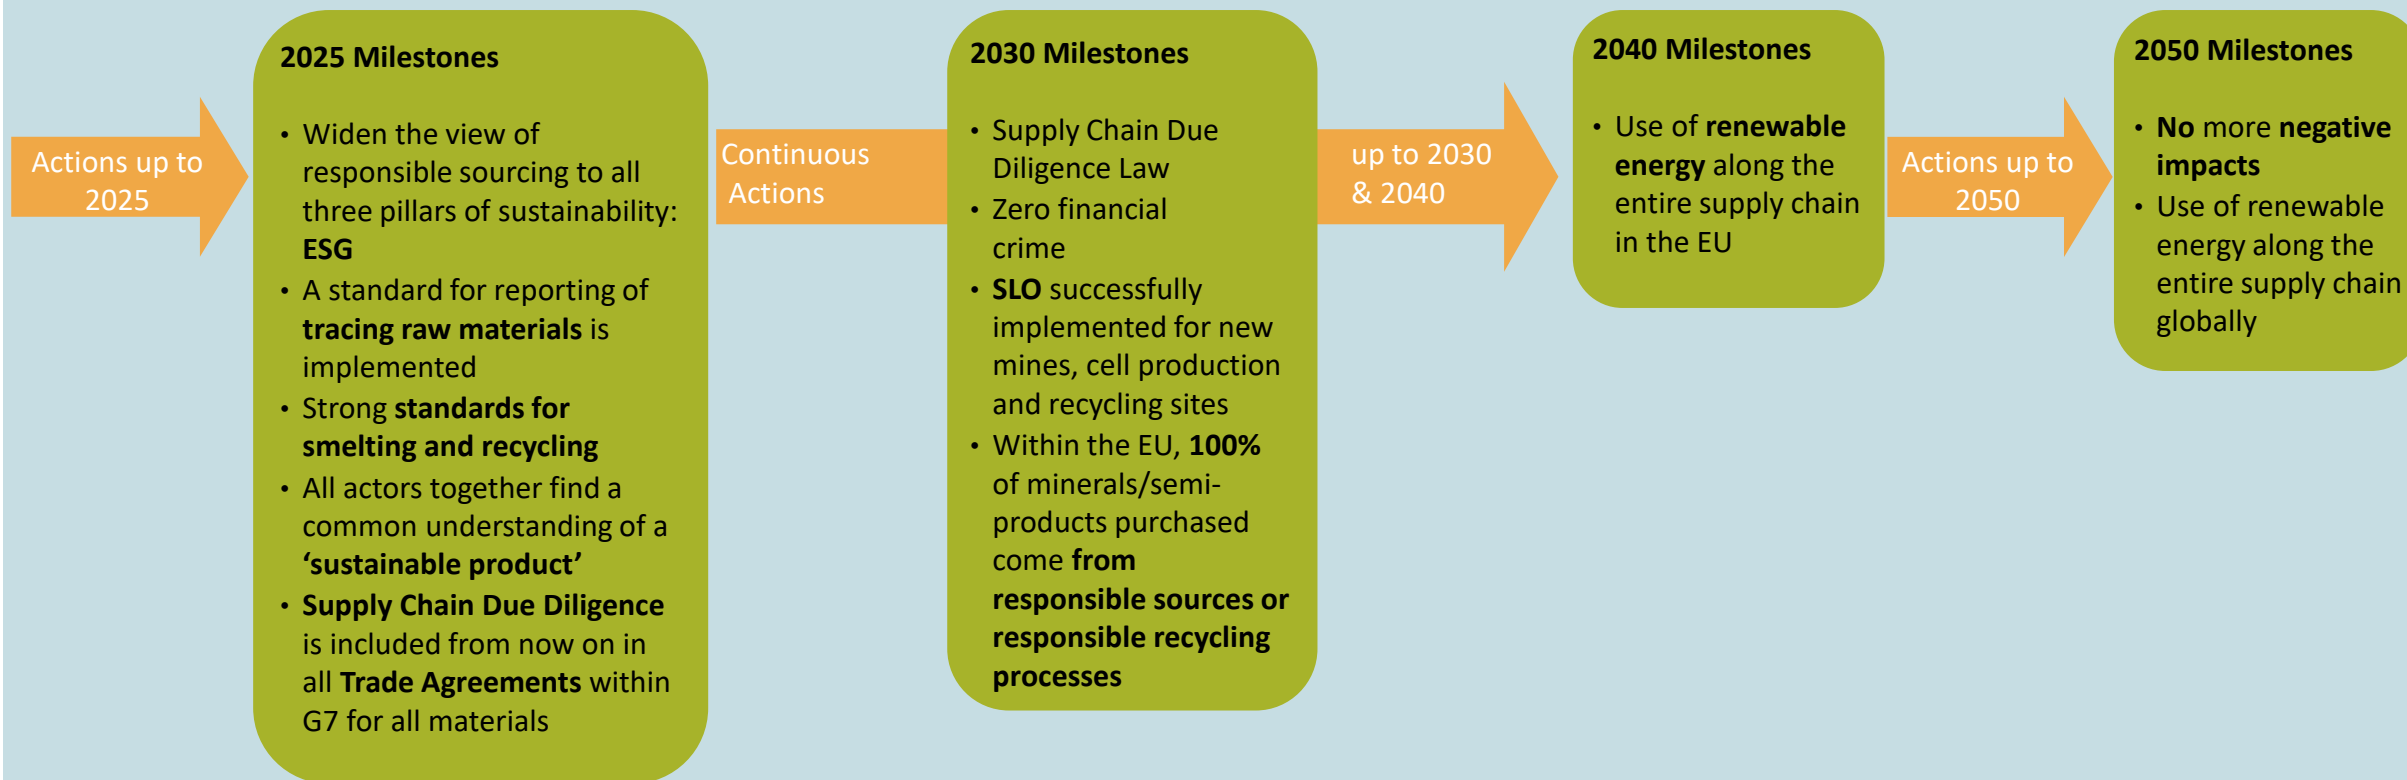 Actions up to
2025
2025 Milestones
• Widen the view of
responsible sourcing to all
three pillars of sustainability:
ESG
• A standard for reporting of
tracing raw materials is
implemented
• Strong standards for
smelting and recycling
• All actors together find a
common understanding of a
‘sustainable product’
• Supply Chain Due Diligence
is included from now on in
all Trade Agreements within
G7 for all materials
Continuous
Actions
2030 Milestones
• Supply Chain Due
Diligence Law
• Zero financial
crime
• SLO successfully
implemented for new
mines, cell production
and recycling sites
• Within the EU, 100%
of minerals/semi-
products purchased
come from
responsible sources or
responsible recycling
processes
up to 2030
& 2040
2040 Milestones
• Use of renewable
energy along the
entire supply chain
in the EU
Actions up to
2050
2050 Milestones
• No more negative
impacts
• Use of renewable
energy along the
entire supply chain
globally